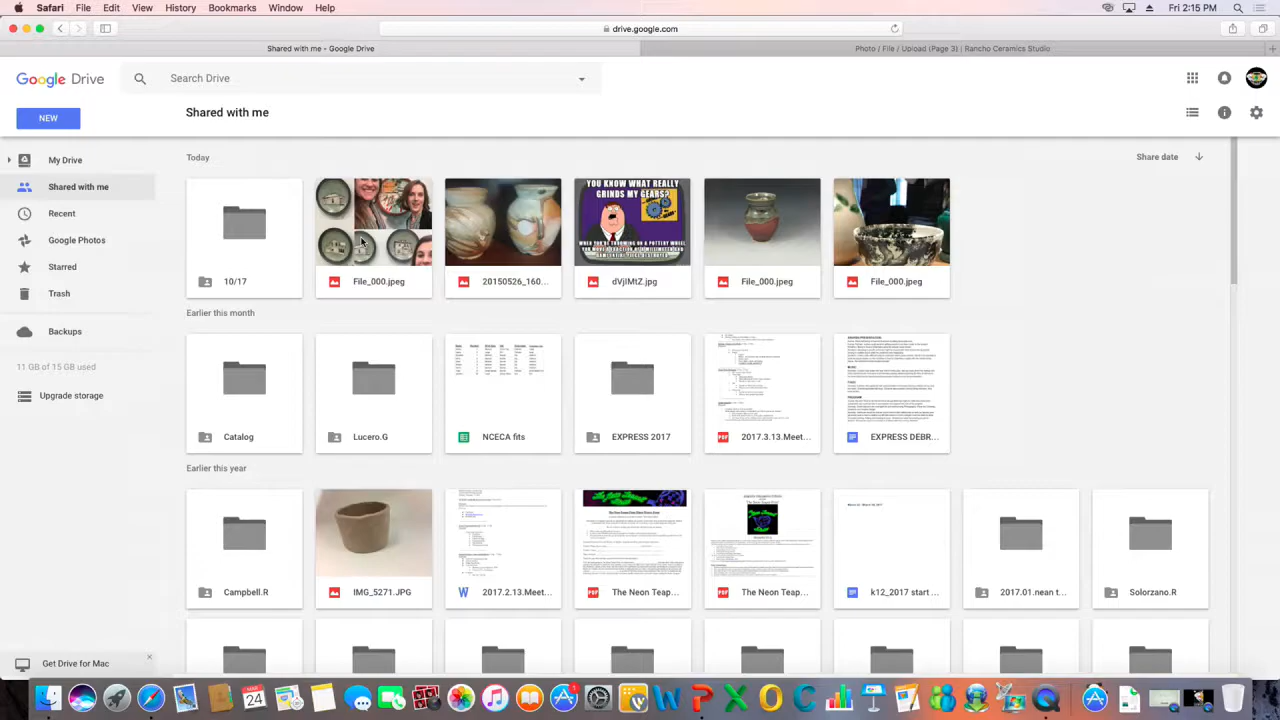 Safari File Edit View History Bookmarks Window Help Fri 2:15 PM
drive.google.com
Shared with me - Google Drive Photo / File / Upload (Page 3) | Rancho Ceramics Studio
Google Drive Search Drive
NEW Shared with me
Today Share date
My Drive
Shared with me
Recent
Google Photos
Starred
Trash
Backups
11 GB of 15 GB used
Upgrade storage
YOU KNOW WHAT REALLY
GRINDS MY GEARS?
10/17 File_000.jpeg 20150526_160... dVjIMtZ.jpg File_000.jpeg File_000.jpeg
Earlier this month
Catalog Lucero.G NCECA fits EXPRESS 2017 2017.3.13.Meet... EXPRESS DEBR...
Earlier this year
Campbell.R IMG_5271.JPG 2017.2.13.Meet... The Neon Teap... The Neon Teap... k12_2017 start ... 2017.01.nean t... Solorzano.R
Get Drive for Mac